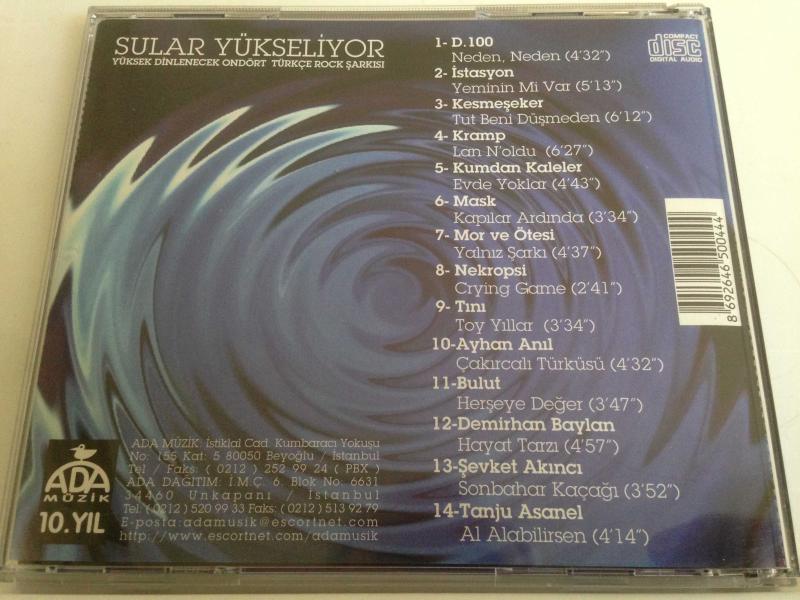 SULAR YÜKSELİYOR
YÜKSEK DİNLENECEK ONDÖRT TÜRKÇE ROCK ŞARKISI
1- D.100
Neden, Neden (4'32")
2- İstasyon
Yeminin Mi Var (5'13")
3- Kesmeşeker
Tut Beni Düşmeden (6'12")
4- Kramp
Lan N'oldu (6'27")
5- Kumdan Kaleler
Evde Yoklar (4'43")
6- Mask
Kapılar Ardında (3'34")
7- Mor ve Ötesi
Yalnız Şarkı (4'37")
8- Nekropsi
Crying Game (2'41")
9- Tını
Toy Yıllar (3'34")
10-Ayhan Anıl
Çakırcalı Türküsü (4'32")
11-Bulut
Herşeye Değer (3'47")
12-Demirhan Baylan
Hayat Tarzı (4'57")
13-Şevket Akıncı
Sonbahar Kaçağı (3'52")
14-Tanju Asanel
Al Alabilirsen (4'14")
COMPACT
disc
DIGITAL AUDIO
8 692646 500444
ADA
MÜZİK
10.YIL
ADA MÜZİK: İstiklal Cad. Kumbaracı Yokuşu
No: 155 Kat: 5 80050 Beyoğlu / İstanbul
Tel / Faks: ( 0212 ) 252 99 24 ( PBX )
ADA DAĞITIM: İ.M.Ç. 6. Blok No: 6631
34460 Unkapanı / İstanbul
Tel: ( 0212 ) 520 99 33 Faks: ( 0212 ) 513 92 79
E-posta:adamusik@escortnet.com
http://www.escortnet.com/adamusik